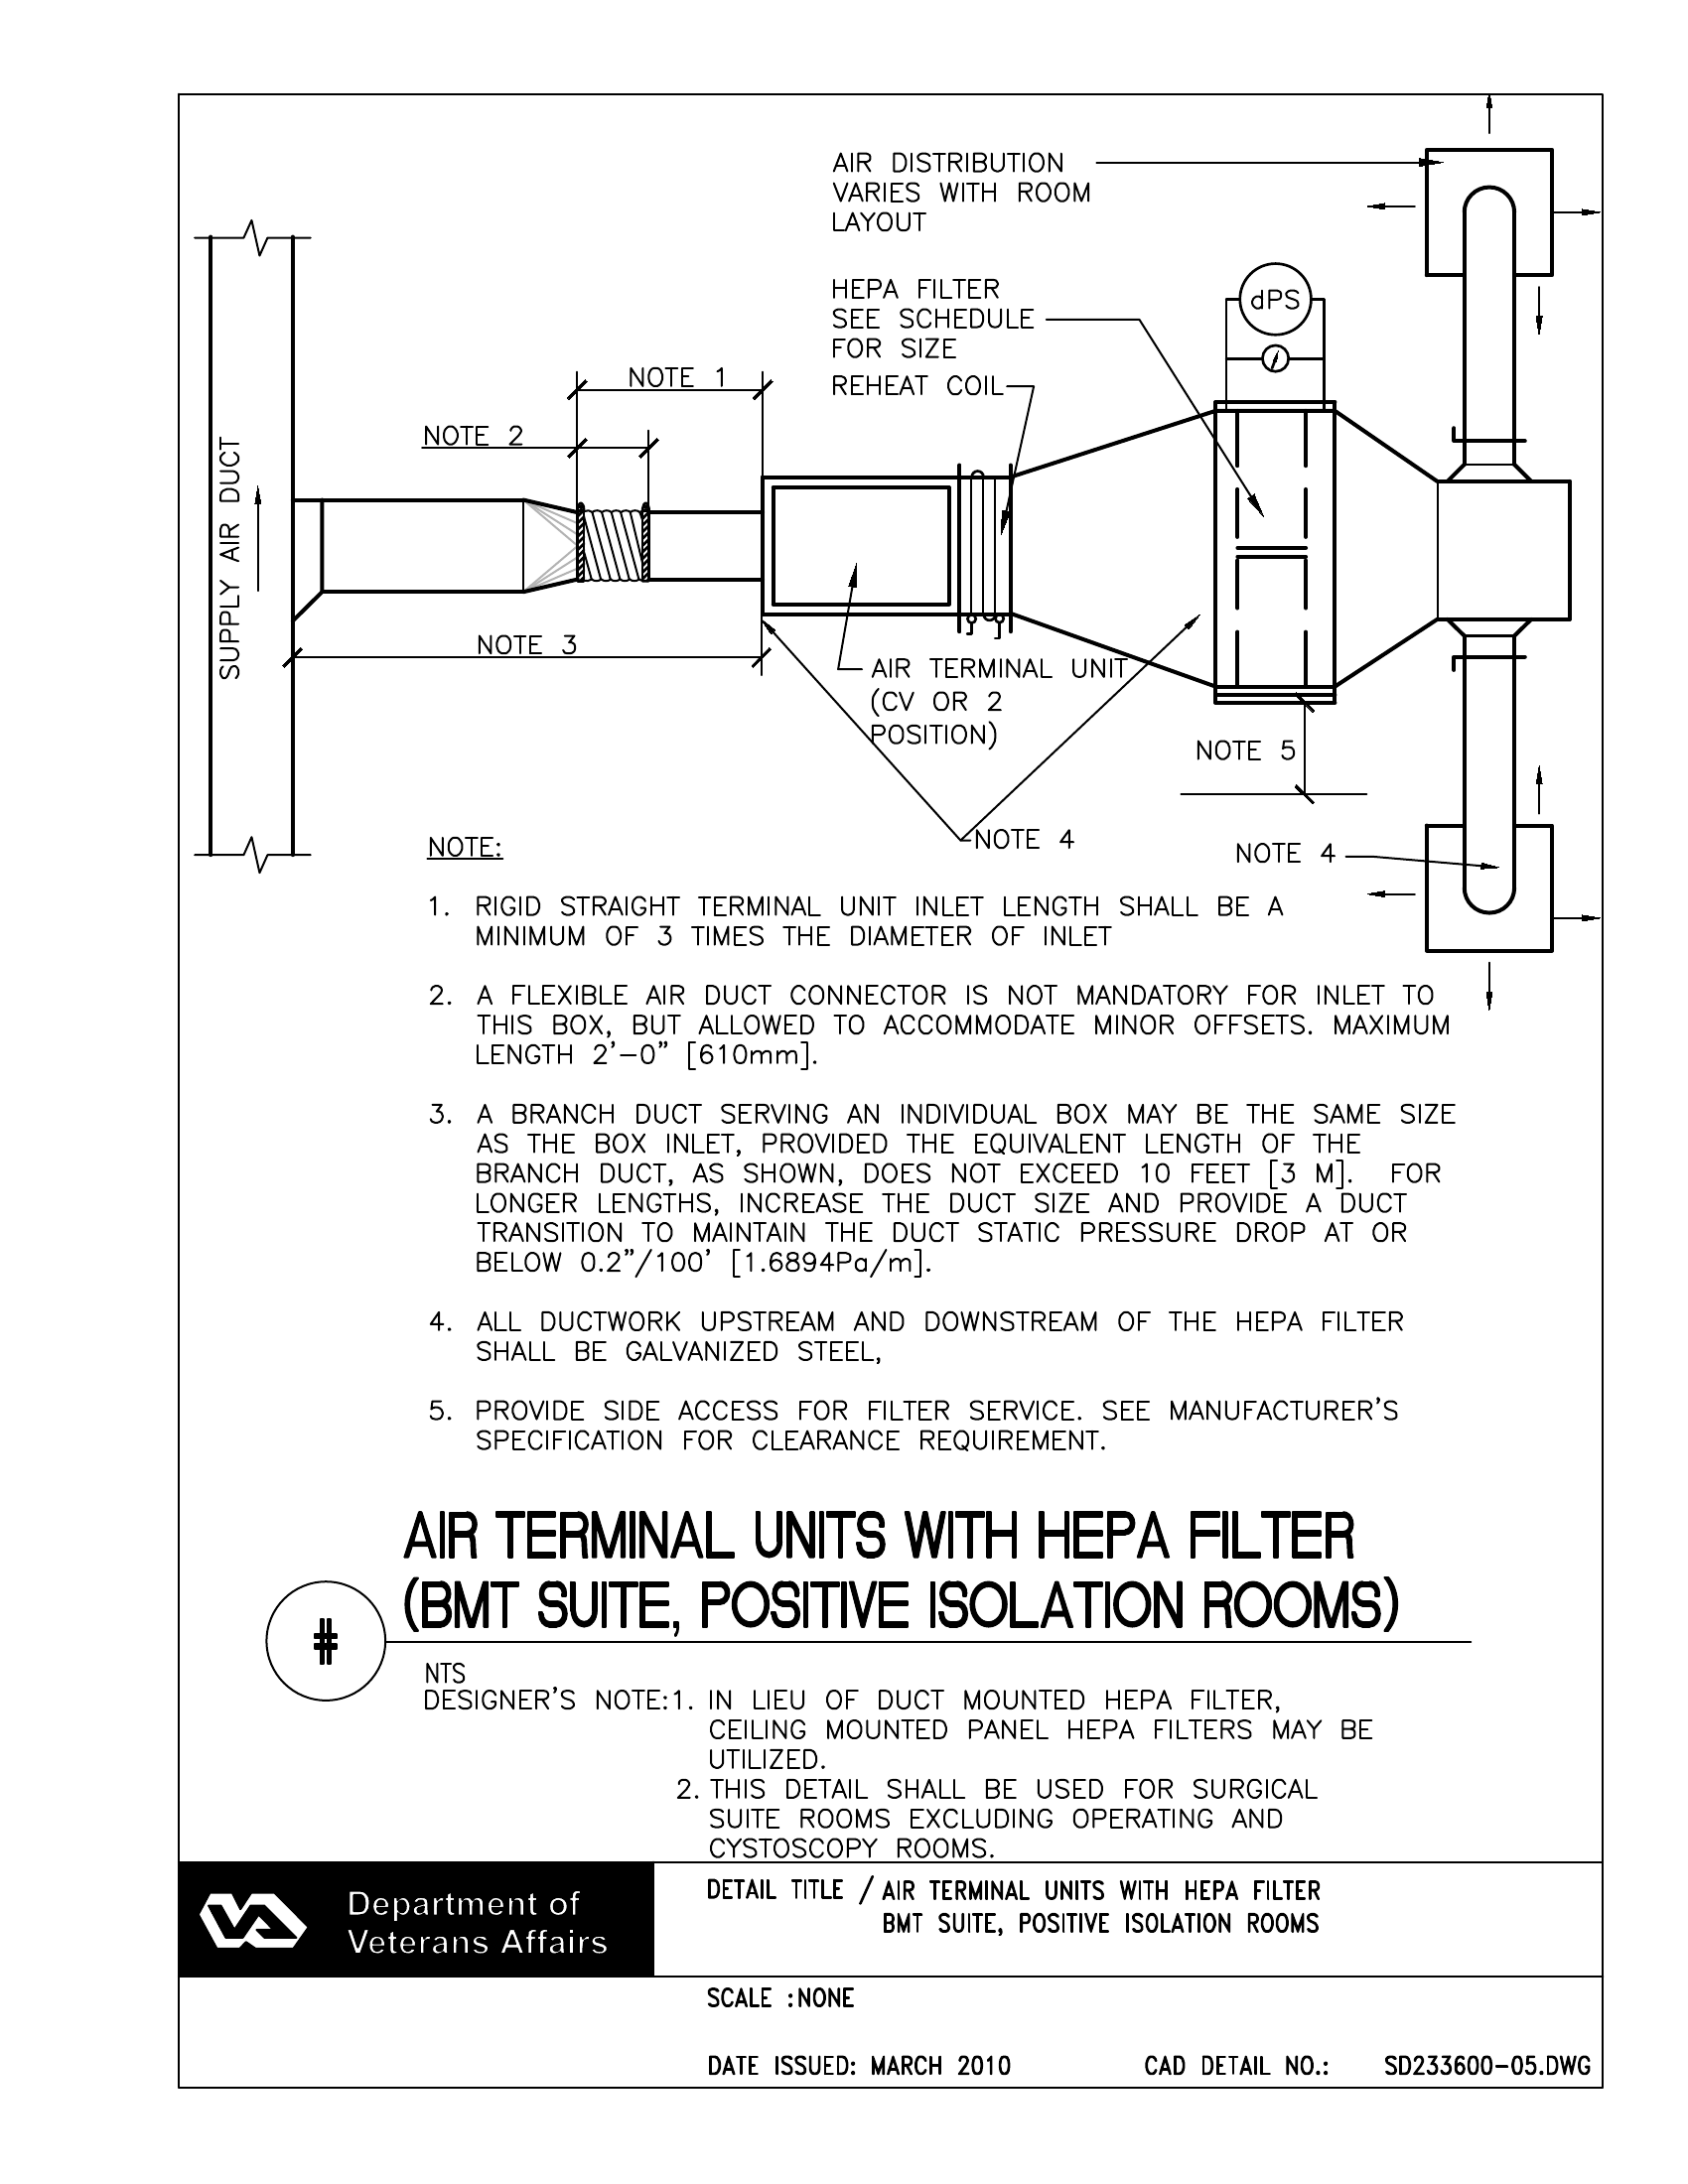 AIR DISTRIBUTION
VARIES WITH ROOM
LAYOUT
HEPA FILTER
SEE SCHEDULE
FOR SIZE
dPS
REHEAT COIL
NOTE 1
NOTE 2
SUPPLY AIR DUCT
NOTE 3
AIR TERMINAL UNIT
(CV OR 2
POSITION)
NOTE 5
NOTE 4
NOTE 4
NOTE:
1. RIGID STRAIGHT TERMINAL UNIT INLET LENGTH SHALL BE A
MINIMUM OF 3 TIMES THE DIAMETER OF INLET
2. A FLEXIBLE AIR DUCT CONNECTOR IS NOT MANDATORY FOR INLET TO
THIS BOX, BUT ALLOWED TO ACCOMMODATE MINOR OFFSETS. MAXIMUM
LENGTH 2'-0" [610mm].
3. A BRANCH DUCT SERVING AN INDIVIDUAL BOX MAY BE THE SAME SIZE
AS THE BOX INLET, PROVIDED THE EQUIVALENT LENGTH OF THE
BRANCH DUCT, AS SHOWN, DOES NOT EXCEED 10 FEET [3 M]. FOR
LONGER LENGTHS, INCREASE THE DUCT SIZE AND PROVIDE A DUCT
TRANSITION TO MAINTAIN THE DUCT STATIC PRESSURE DROP AT OR
BELOW 0.2"/100' [1.6894Pa/m].
4. ALL DUCTWORK UPSTREAM AND DOWNSTREAM OF THE HEPA FILTER
SHALL BE GALVANIZED STEEL,
5. PROVIDE SIDE ACCESS FOR FILTER SERVICE. SEE MANUFACTURER'S
SPECIFICATION FOR CLEARANCE REQUIREMENT.
AIR TERMINAL UNITS WITH HEPA FILTER
(BMT SUITE, POSITIVE ISOLATION ROOMS)
#
NTS
DESIGNER'S NOTE:1. IN LIEU OF DUCT MOUNTED HEPA FILTER,
CEILING MOUNTED PANEL HEPA FILTERS MAY BE
UTILIZED.
2. THIS DETAIL SHALL BE USED FOR SURGICAL
SUITE ROOMS EXCLUDING OPERATING AND
CYSTOSCOPY ROOMS.
VA
Department of
Veterans Affairs
DETAIL TITLE / AIR TERMINAL UNITS WITH HEPA FILTER
BMT SUITE, POSITIVE ISOLATION ROOMS
SCALE :NONE
DATE ISSUED: MARCH 2010 CAD DETAIL NO.: SD233600-05.DWG